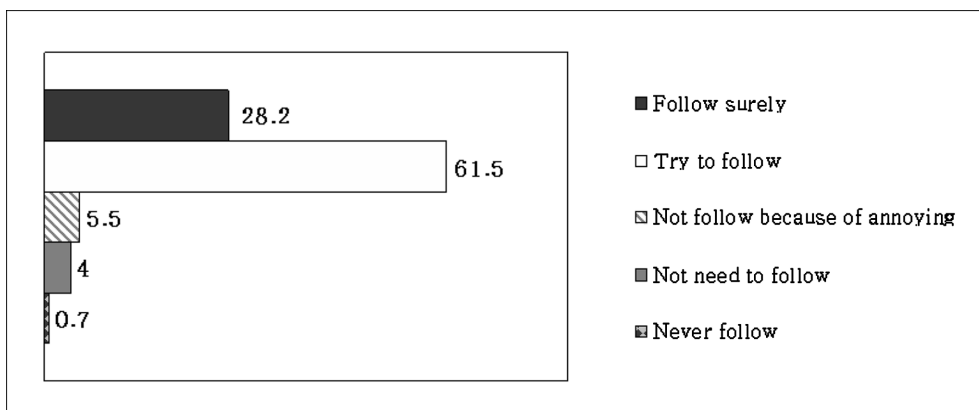 28.2
61.5
5.5
4
0.7
Follow surely
Try to follow
Not follow because of annoying
Not need to follow
Never follow